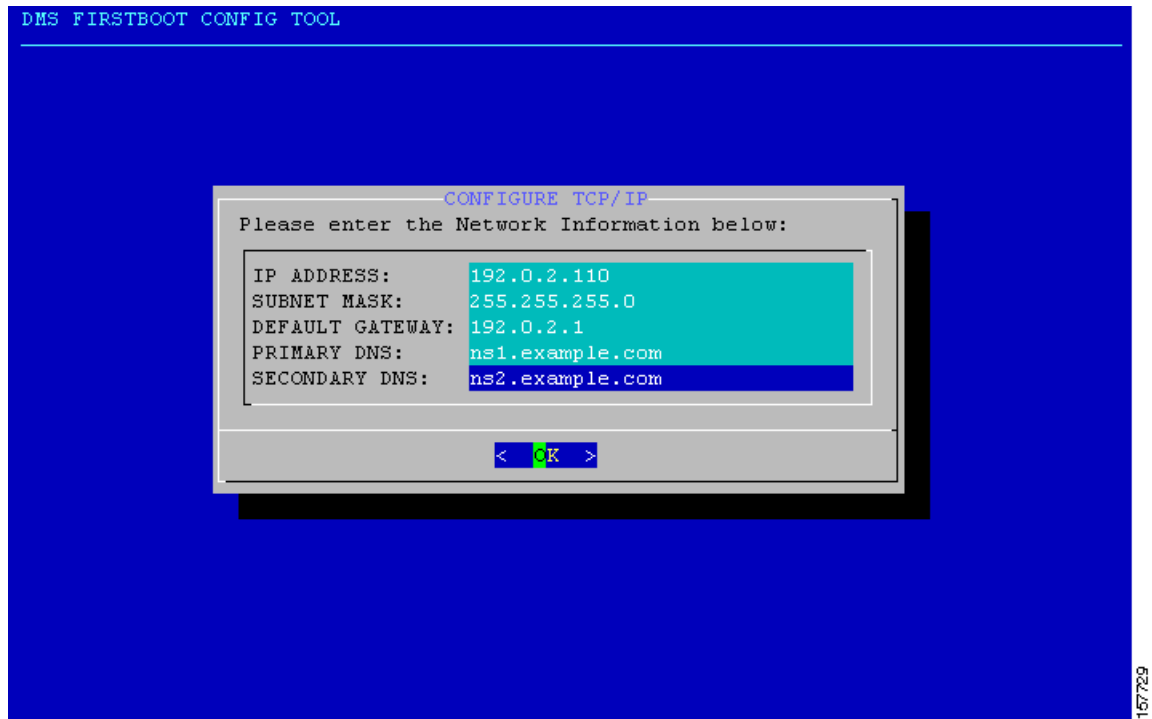 DMS FIRSTBOOT CONFIG TOOL
CONFIGURE TCP/IP
Please enter the Network Information below:
IP ADDRESS: 192.0.2.110
SUBNET MASK: 255.255.255.0
DEFAULT GATEWAY: 192.0.2.1
PRIMARY DNS: ns1.example.com
SECONDARY DNS: ns2.example.com
< OK >
157729